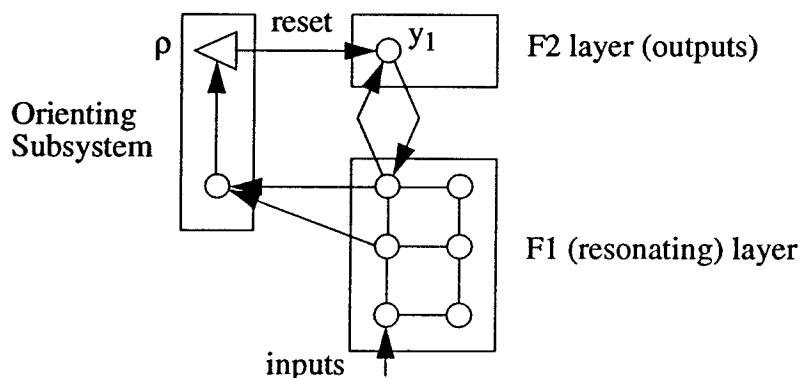 reset
ρ
y1
F2 layer (outputs)
Orienting
Subsystem
F1 (resonating) layer
inputs